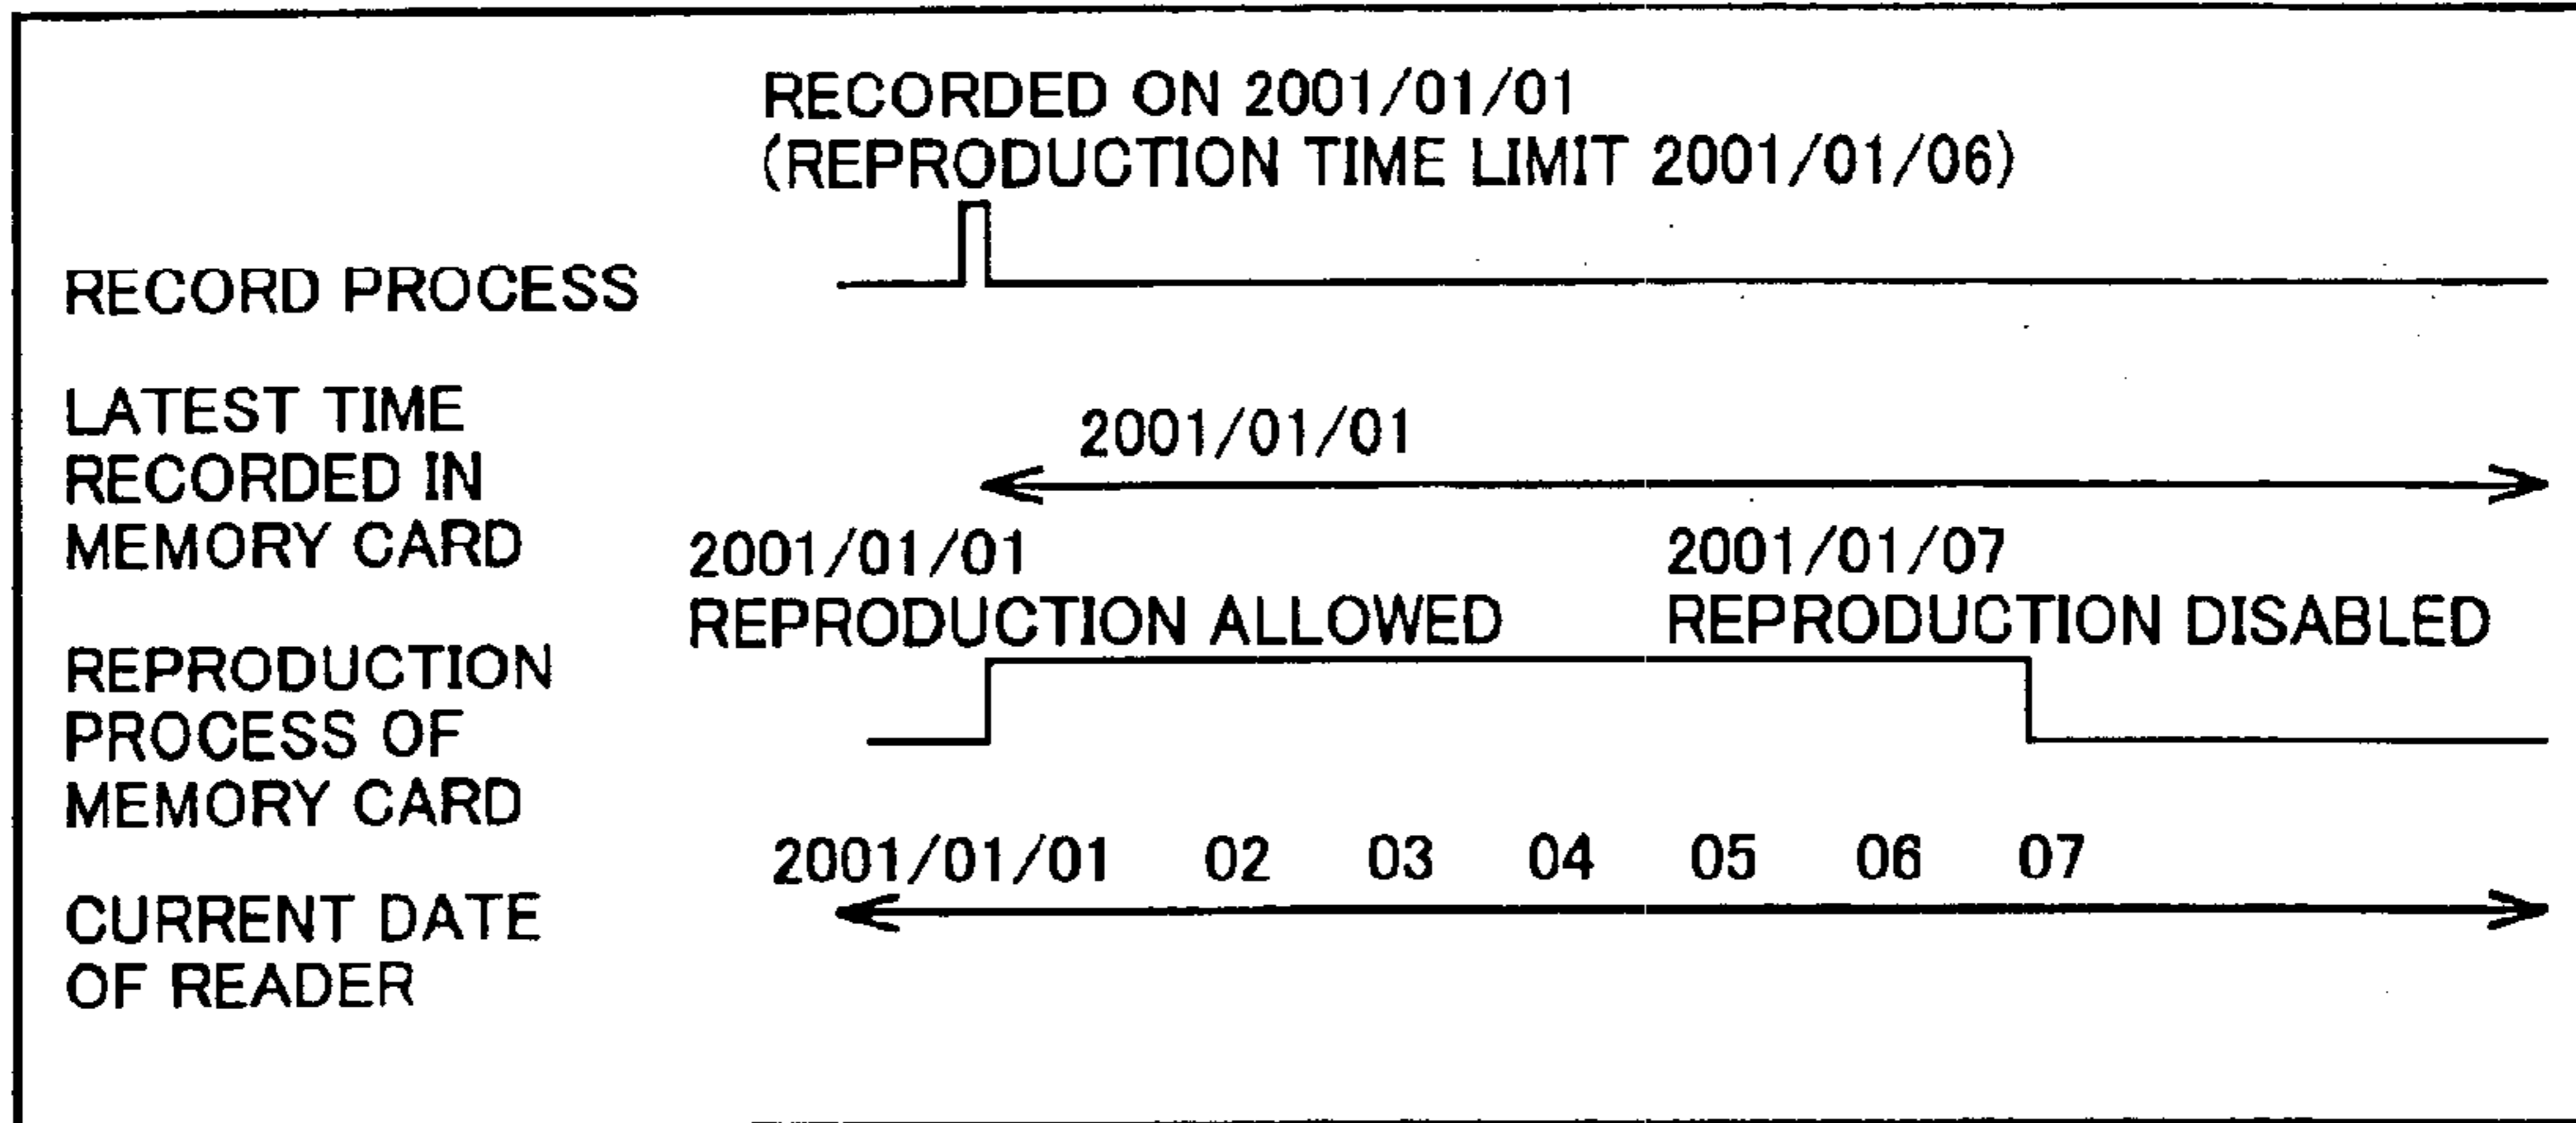 RECORDED ON 2001/01/01
(REPRODUCTION TIME LIMIT 2001/01/06)
RECORD PROCESS
LATEST TIME
RECORDED IN
MEMORY CARD
2001/01/01
2001/01/01
REPRODUCTION ALLOWED
2001/01/07
REPRODUCTION DISABLED
REPRODUCTION
PROCESS OF
MEMORY CARD
2001/01/01 02 03 04 05 06 07
CURRENT DATE
OF READER